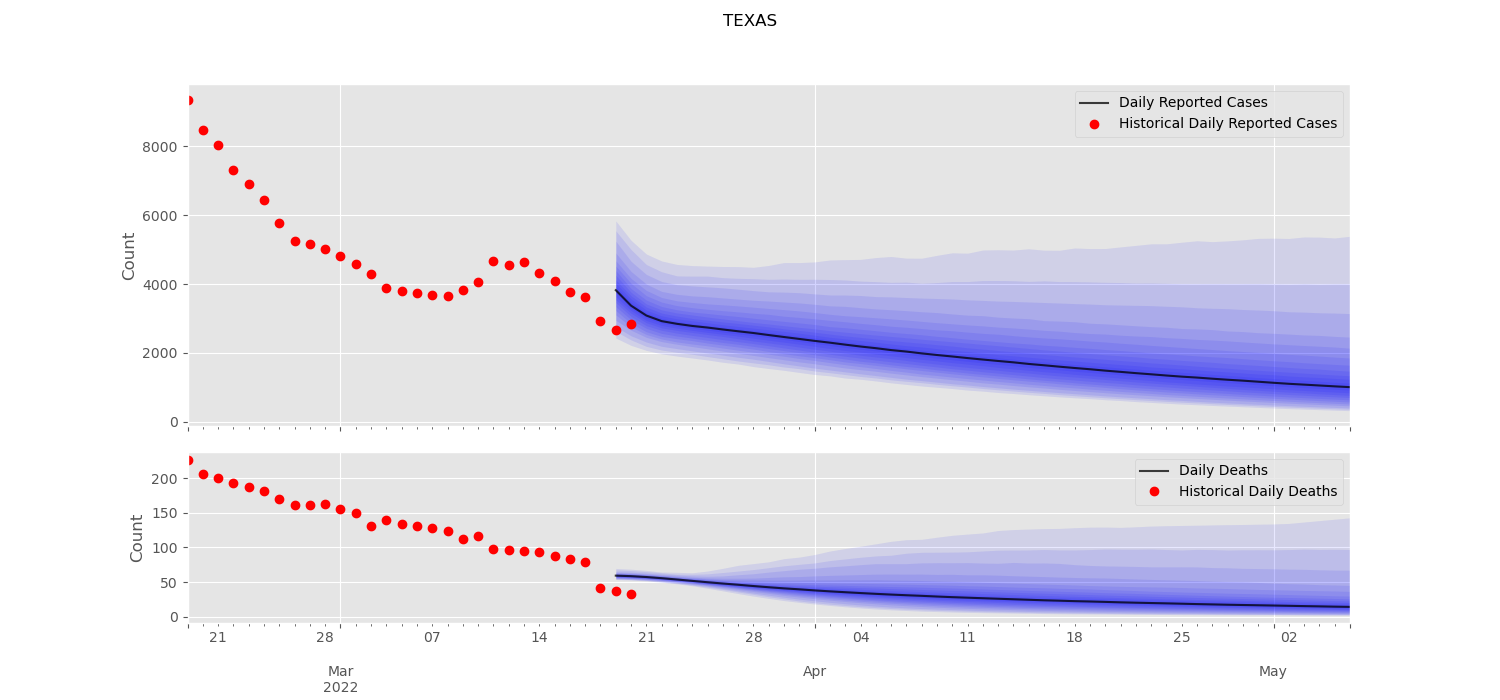 TEXAS
Daily Reported Cases
Historical Daily Reported Cases
8000
6000
4000
2000
0
Count
Daily Deaths
Historical Daily Deaths
200
150
100
50
0
Count
21 28 07 14 21 28 04 11 18 25 02
Mar Apr May
2022